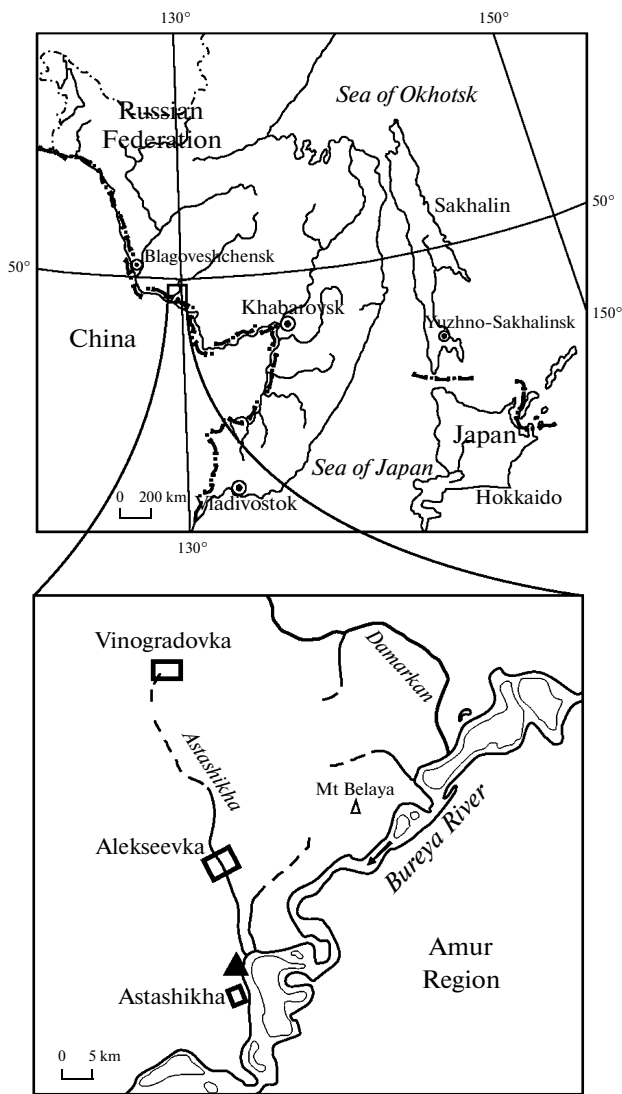 130°
150°
Sea of Okhotsk
Russian
Federation
Sakhalin
50°
Blagoveshchensk
50°
Khabarovsk
150°
Yuzhno-Sakhalinsk
China
Japan
Sea of Japan
0 200 km
Vladivostok
Hokkaido
130°
Vinogradovka
Damarkan
Astashikha
Mt Belaya
Bureya River
Alekseevka
Amur
Region
Astashikha
0 5 km